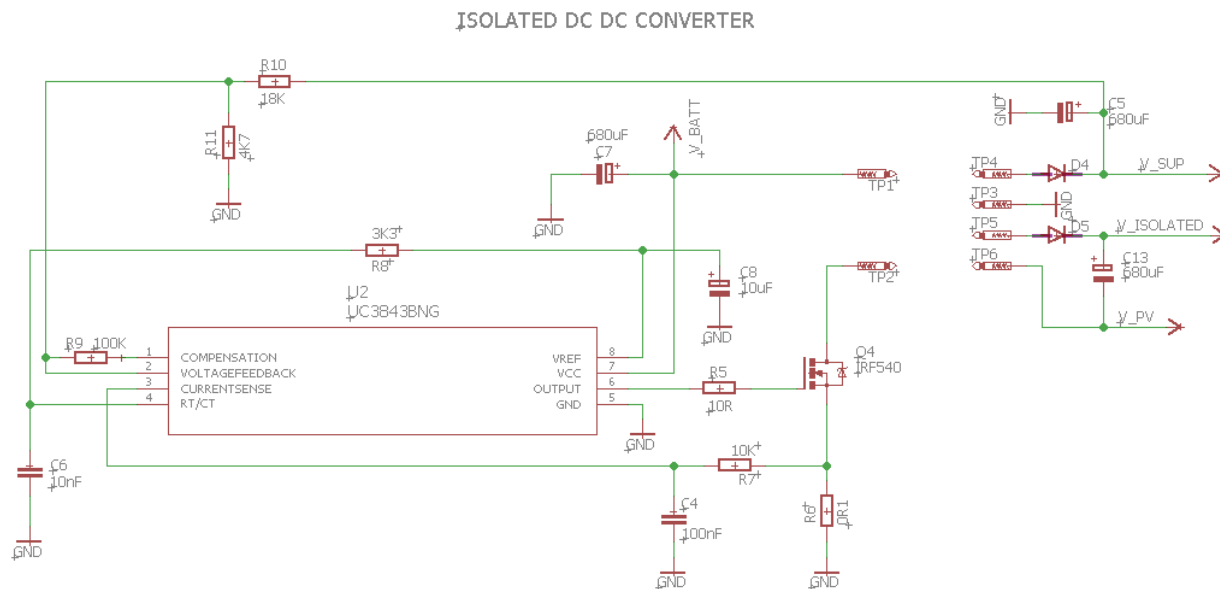 ISOLATED DC DC CONVERTER
R10
18K
R11
4K7
GND
680uF
C7
GND
V_BATT
TP1
GND
C5
680uF
TP4
D4
V_SUP
TP3
GND
TP5
D5
V_ISOLATED
TP6
C13
680uF
V_PV
3K3
R8
C8
10uF
GND
TP2
U2
UC3843BNG
R9 100K
1 COMPENSATION
2 VOLTAGEFEEDBACK
3 CURRENTSENSE
4 RT/CT
VREF 8
VCC 7
OUTPUT 6
GND 5
GND
R5
10R
Q4
IRF540
10K
R7
C6
10nF
GND
C4
100nF
GND
R6
0R1
GND